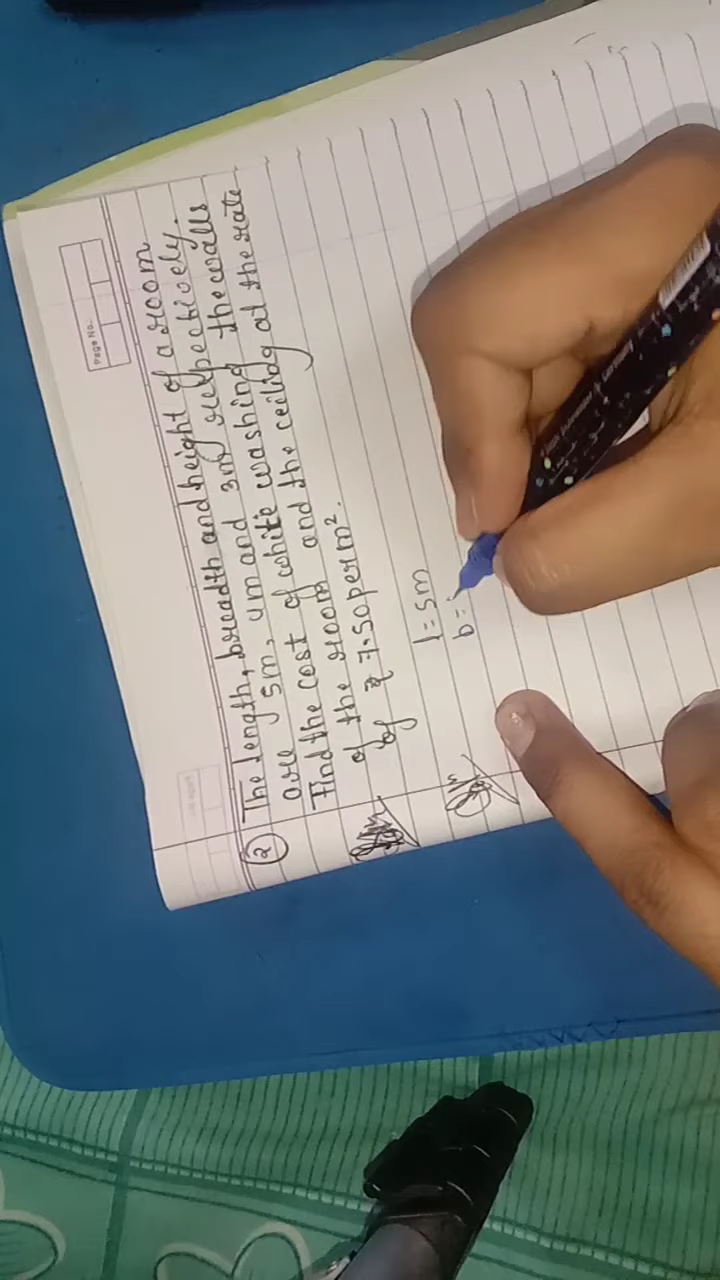 Page No.
② The length, breadth and height of a room
are 5m, 4m and 3m respectively.
Find the cost of white washing the walls
of the room and the ceiling at the rate
of ₹ 7.50 per m².
l = 5m
b =